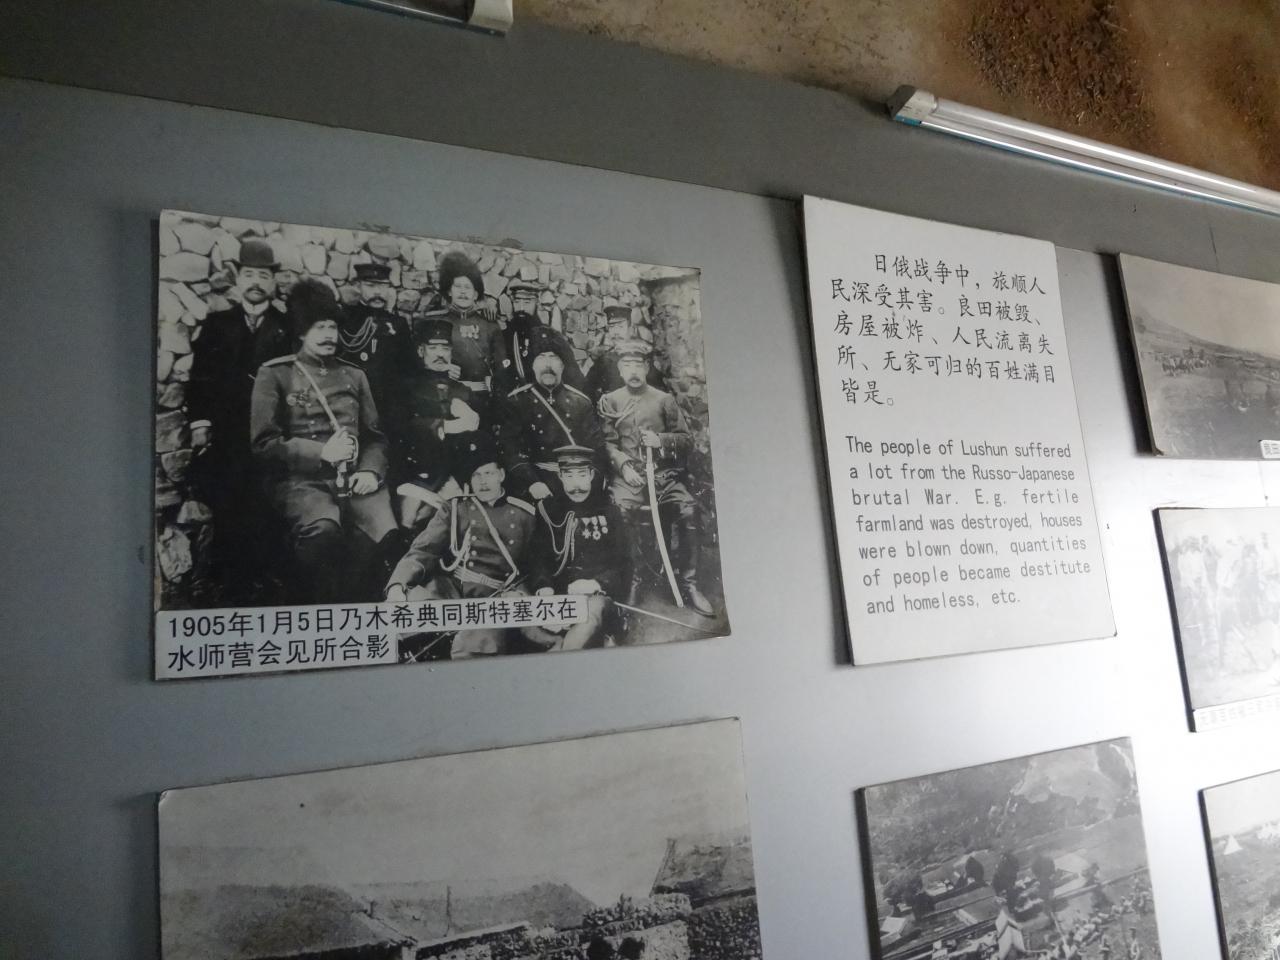 1905年1月5日乃木希典同斯特塞尔在
水师营会见所合影
日俄战争中，旅顺人
民深受其害。良田被毁、
房屋被炸、人民流离失
所、无家可归的百姓满目
皆是。
The people of Lushun suffered
a lot from the Russo-Japanese
brutal War. E.g. fertile
farmland was destroyed, houses
were blown down, quantities
of people became destitute
and homeless, etc.